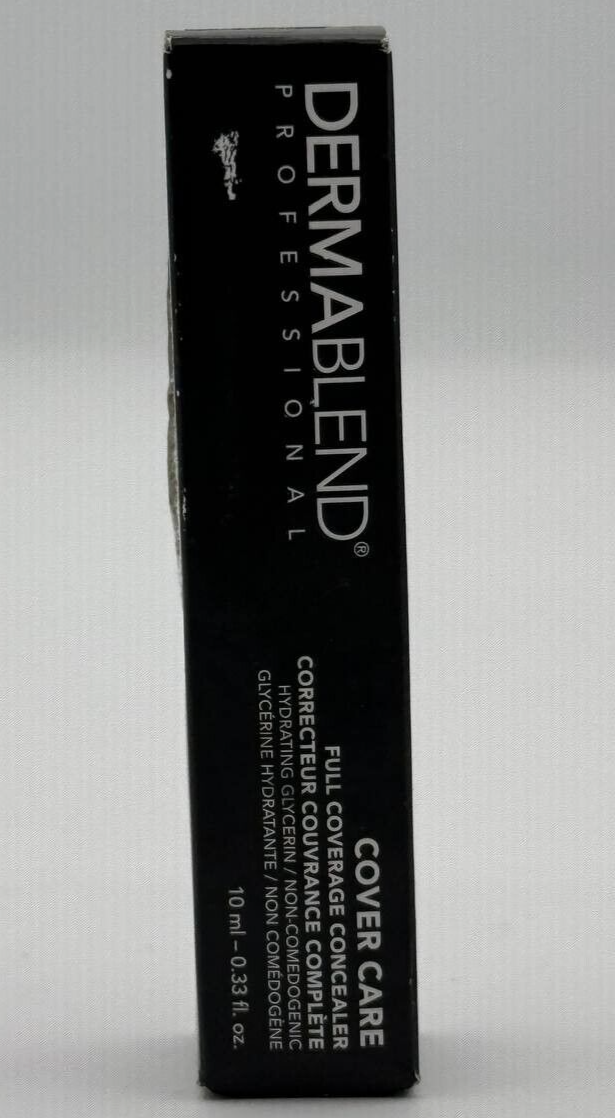 DERMABLEND®
PROFESSIONAL
COVER CARE
FULL COVERAGE CONCEALER
CORRECTEUR COUVRANCE COMPLÈTE
HYDRATING GLYCERIN / NON-COMEDOGENIC
GLYCÉRINE HYDRATANTE / NON COMÉDOGÈNE
10 ml – 0.33 fl. oz.